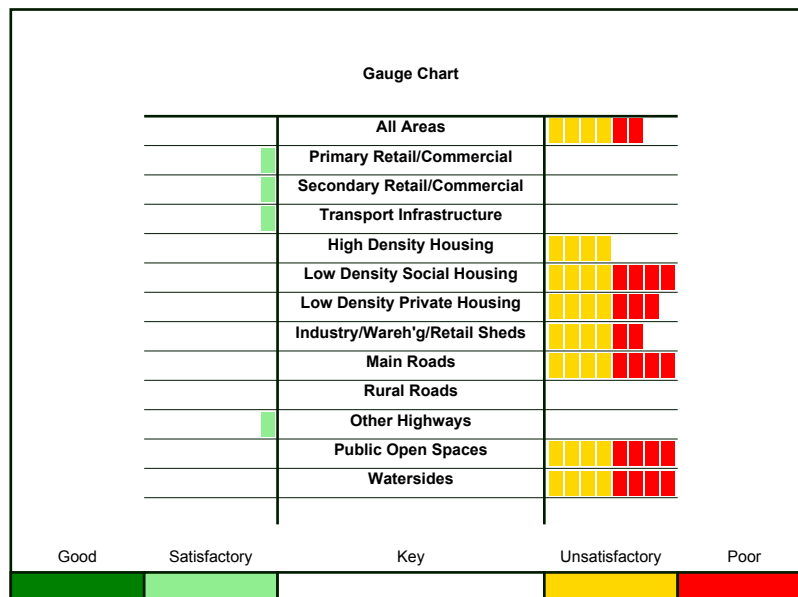 Gauge Chart
All Areas
Primary Retail/Commercial
Secondary Retail/Commercial
Transport Infrastructure
High Density Housing
Low Density Social Housing
Low Density Private Housing
Industry/Wareh'g/Retail Sheds
Main Roads
Rural Roads
Other Highways
Public Open Spaces
Watersides
Good Satisfactory Key Unsatisfactory Poor